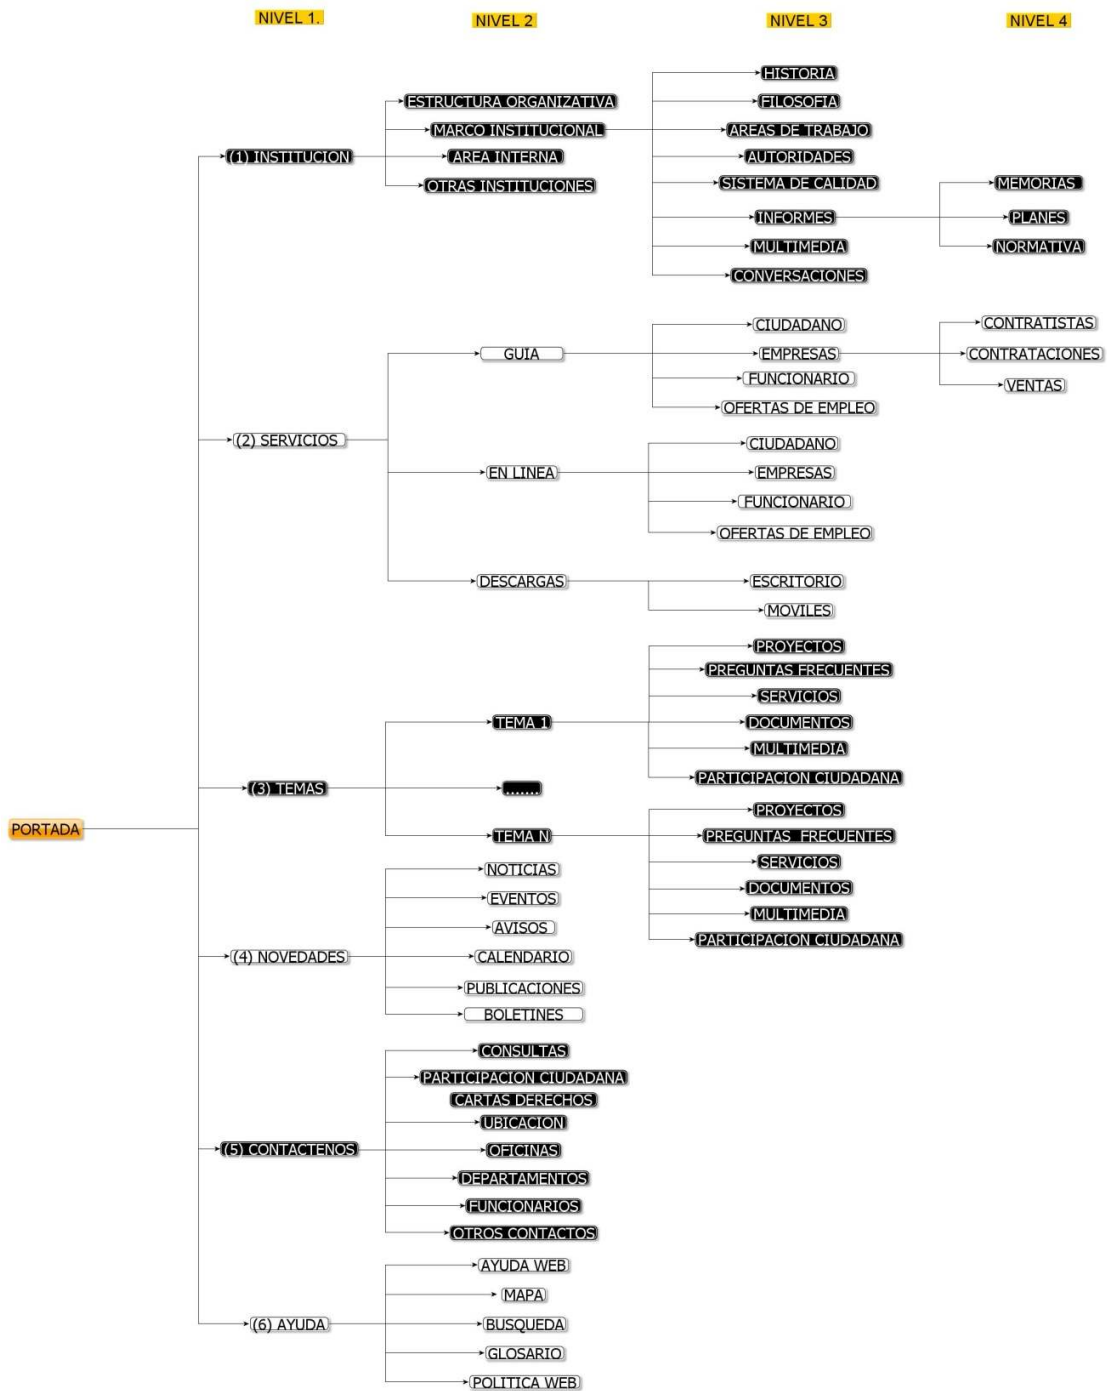 NIVEL 1.
NIVEL 2
NIVEL 3
NIVEL 4
PORTADA
(1) INSTITUCION
ESTRUCTURA ORGANIZATIVA
MARCO INSTITUCIONAL
HISTORIA
FILOSOFIA
AREAS DE TRABAJO
AUTORIDADES
SISTEMA DE CALIDAD
INFORMES
MEMORIAS
PLANES
NORMATIVA
MULTIMEDIA
CONVERSACIONES
AREA INTERNA
OTRAS INSTITUCIONES
(2) SERVICIOS
GUIA
CIUDADANO
EMPRESAS
CONTRATISTAS
CONTRATACIONES
VENTAS
FUNCIONARIO
OFERTAS DE EMPLEO
EN LINEA
CIUDADANO
EMPRESAS
FUNCIONARIO
OFERTAS DE EMPLEO
DESCARGAS
ESCRITORIO
MOVILES
(3) TEMAS
TEMA 1
PROYECTOS
PREGUNTAS FRECUENTES
SERVICIOS
DOCUMENTOS
MULTIMEDIA
PARTICIPACION CIUDADANA
.......
TEMA N
PROYECTOS
PREGUNTAS FRECUENTES
SERVICIOS
DOCUMENTOS
MULTIMEDIA
PARTICIPACION CIUDADANA
(4) NOVEDADES
NOTICIAS
EVENTOS
AVISOS
CALENDARIO
PUBLICACIONES
BOLETINES
(5) CONTACTENOS
CONSULTAS
PARTICIPACION CIUDADANA
CARTAS DERECHOS
UBICACION
OFICINAS
DEPARTAMENTOS
FUNCIONARIOS
OTROS CONTACTOS
(6) AYUDA
AYUDA WEB
MAPA
BUSQUEDA
GLOSARIO
POLITICA WEB